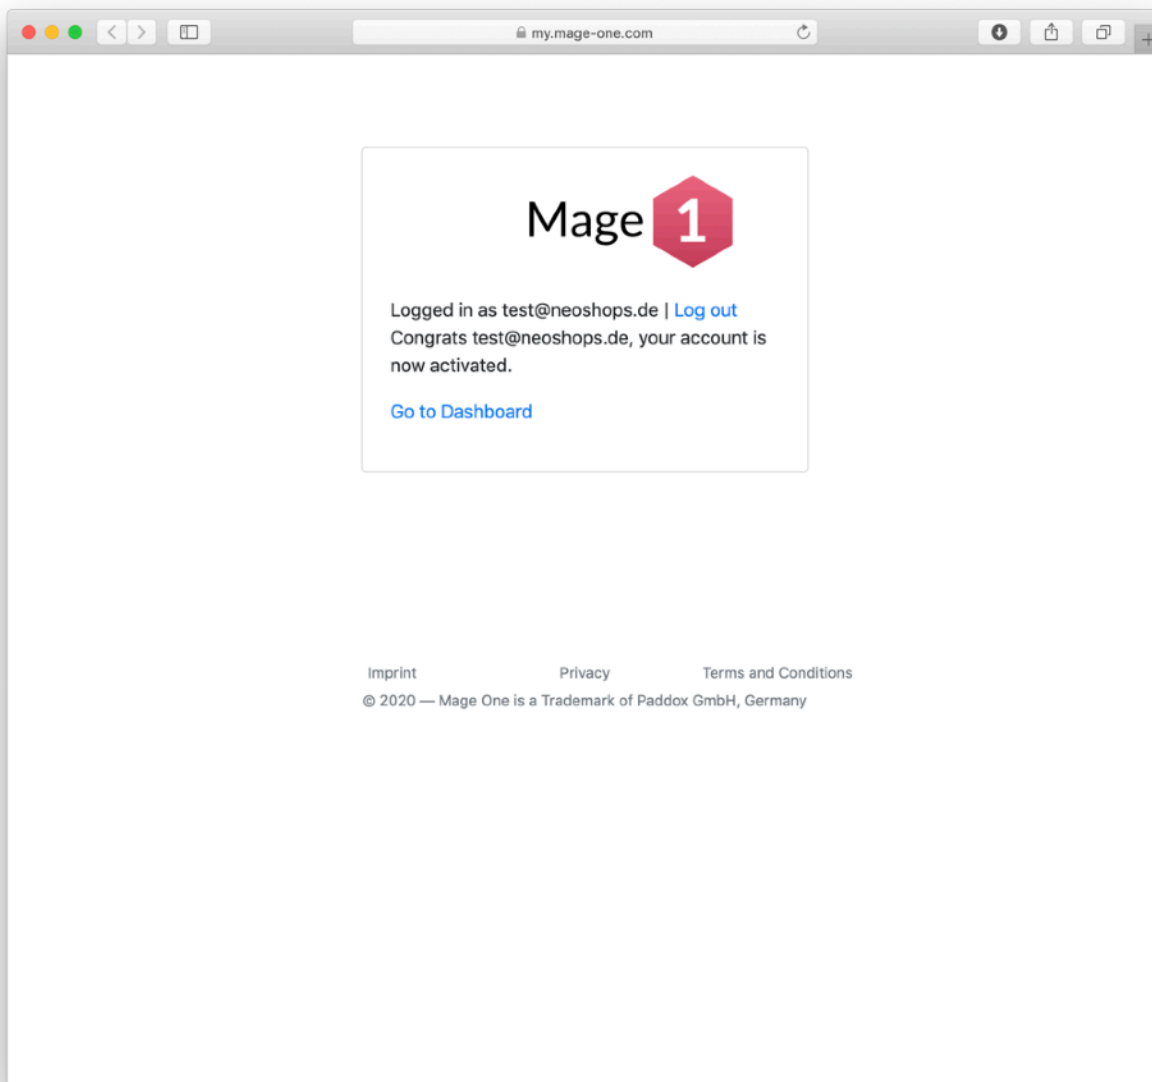 my.mage-one.com
Mage 1
Logged in as test@neoshops.de | Log out
Congrats test@neoshops.de, your account is
now activated.
Go to Dashboard
Imprint Privacy Terms and Conditions
© 2020 — Mage One is a Trademark of Paddox GmbH, Germany